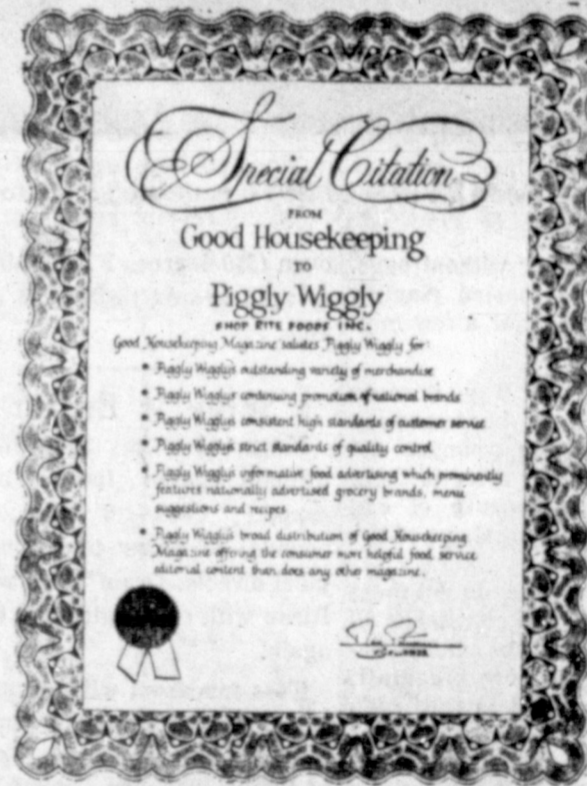 Special Citation
FROM
Good Housekeeping
TO
Piggly Wiggly
SHOP RITE FOODS INC.
Good Housekeeping Magazine salutes Piggly Wiggly for:
* Piggly Wiggly's outstanding variety of merchandise
* Piggly Wiggly's continuing promotion of national brands
* Piggly Wiggly's consistent high standards of customer service
* Piggly Wiggly's strict standards of quality control
* Piggly Wiggly's informative food advertising which prominently
features nationally advertised grocery brands, menu
suggestions and recipes
* Piggly Wiggly's broad distribution of Good Housekeeping
Magazine offering the consumer more helpful food service
editorial content than does any other magazine.